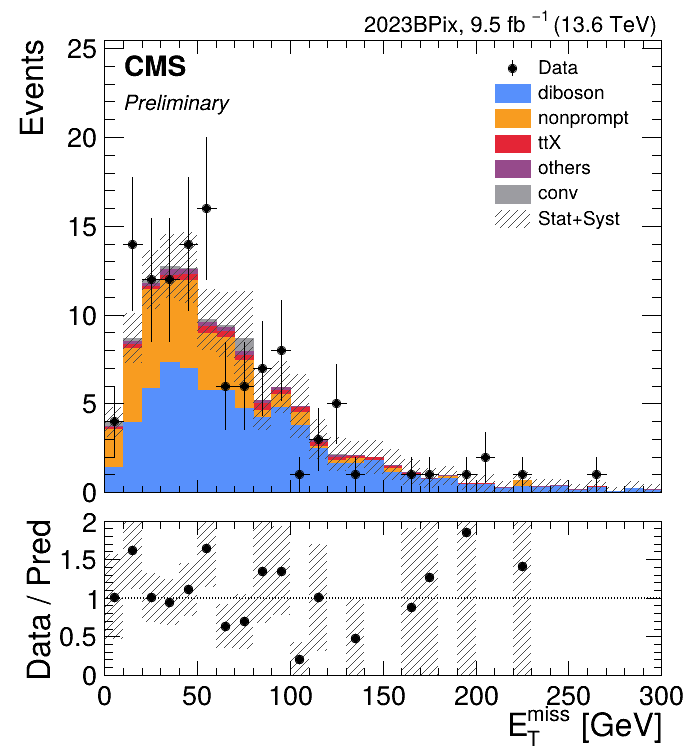 2023BPix, 9.5 fb⁻¹ (13.6 TeV)
CMS
Preliminary
Events
25
20
15
10
5
0
Data
diboson
nonprompt
ttX
others
conv
Stat+Syst
Data / Pred
2
1.5
1
0.5
0
0 50 100 150 200 250 300
E_T^miss [GeV]